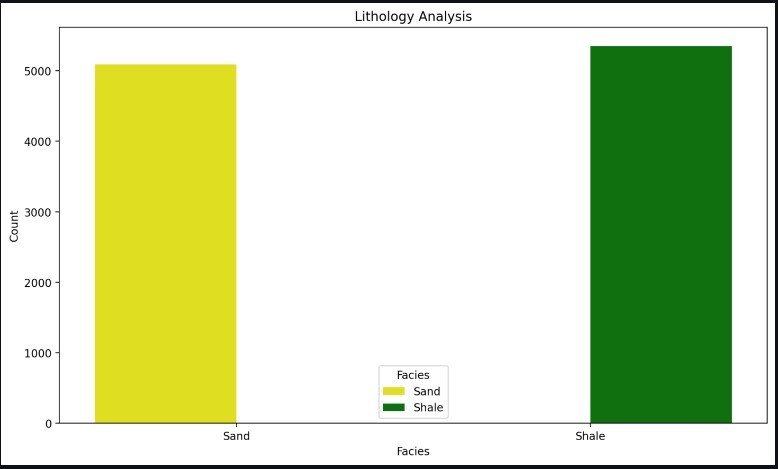 Lithology Analysis
Count
5000
4000
3000
2000
1000
0
Facies
Sand
Shale
Sand
Shale
Facies